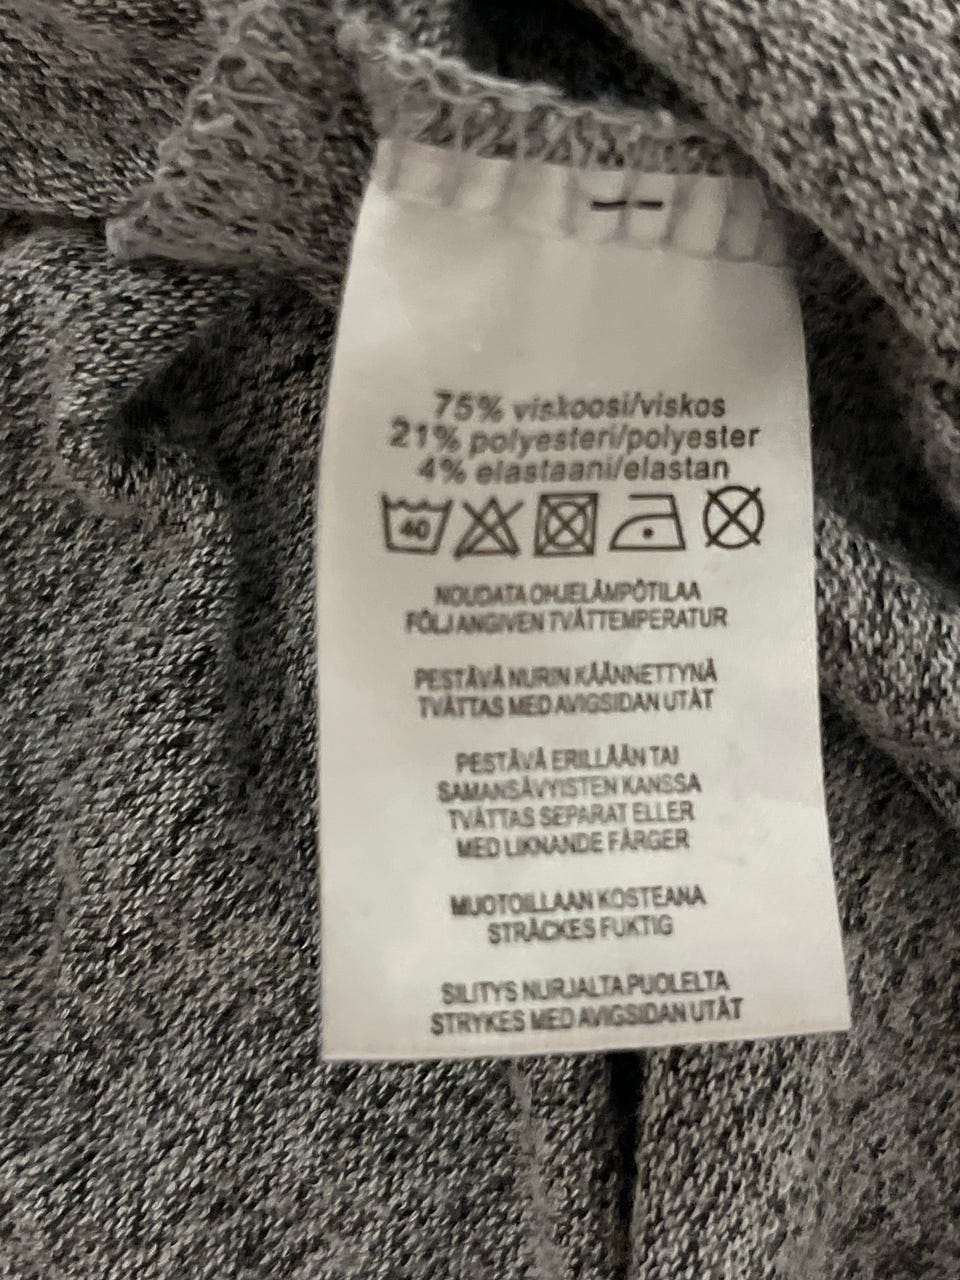 75% viskoosi/viskos
21% polyesteri/polyester
4% elastaani/elastan
40
NOUDATA OHJELÄMPÖTILAA
FÖLJ ANGIVEN TVÄTTEMPERATUR
PESTÄVÄ NURIN KÄÄNNETTYNÄ
TVÄTTAS MED AVIGSIDAN UTÅT
PESTÄVÄ ERILLÄÄN TAI
SAMANSÄVYISTEN KANSSA
TVÄTTAS SEPARAT ELLER
MED LIKNANDE FÄRGER
MUOTOILLAAN KOSTEANA
STRÄCKES FUKTIG
SILITYS NURJALTA PUOLELTA
STRYKES MED AVIGSIDAN UTÅT